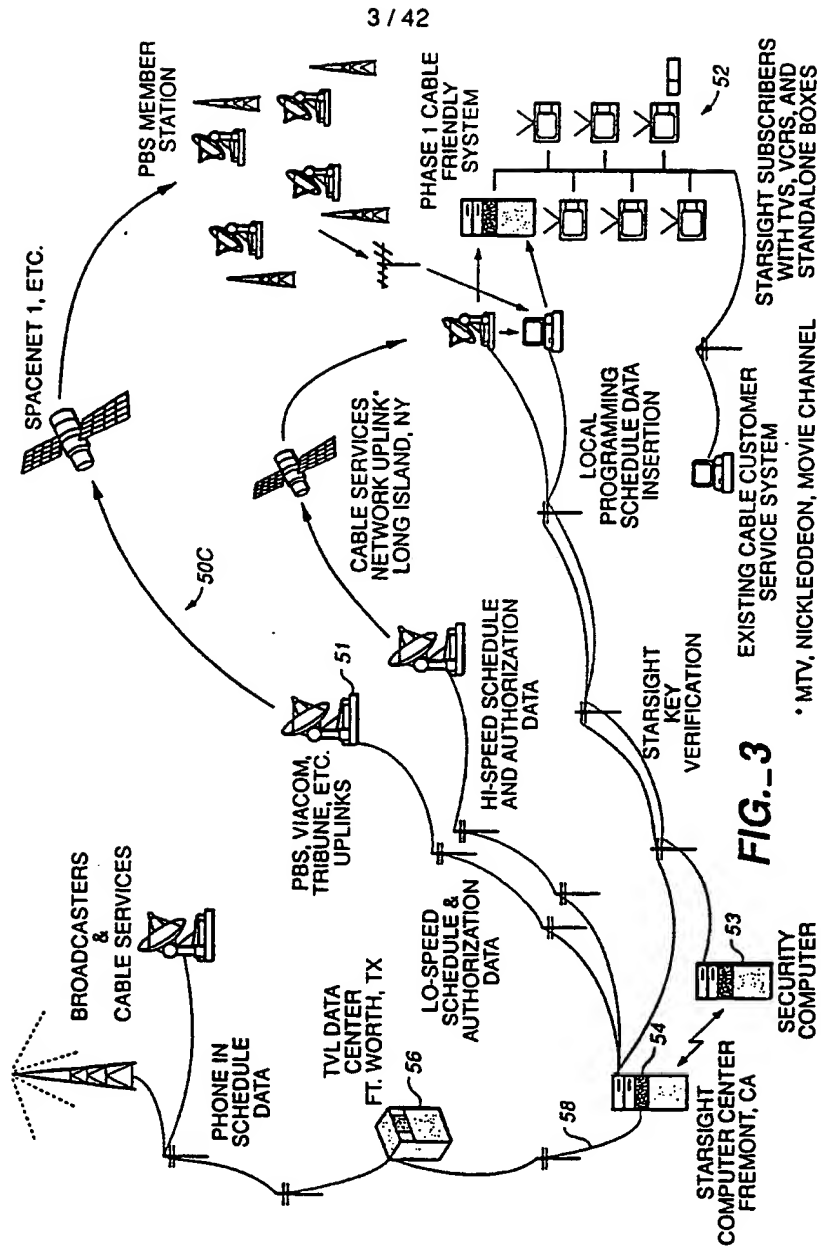 3 / 42
SPACENET 1, ETC.
PBS MEMBER
STATION
50C
CABLE SERVICES
NETWORK UPLINK*
LONG ISLAND, NY
PHASE 1 CABLE
FRIENDLY
SYSTEM
52
BROADCASTERS
&
CABLE SERVICES
PBS, VIACOM,
TRIBUNE, ETC.
UPLINKS
51
HI-SPEED SCHEDULE
AND AUTHORIZATION
DATA
LOCAL
PROGRAMMING
SCHEDULE DATA
INSERTION
STARSIGHT SUBSCRIBERS
WITH TVS, VCRS, AND
STANDALONE BOXES
PHONE IN
SCHEDULE
DATA
TVL DATA
CENTER
FT. WORTH, TX
56
LO-SPEED
SCHEDULE &
AUTHORIZATION
DATA
STARSIGHT
KEY
VERIFICATION
EXISTING CABLE CUSTOMER
SERVICE SYSTEM
58
54
53
STARSIGHT
COMPUTER CENTER
FREMONT, CA
SECURITY
COMPUTER
FIG._3
* MTV, NICKLEODEON, MOVIE CHANNEL